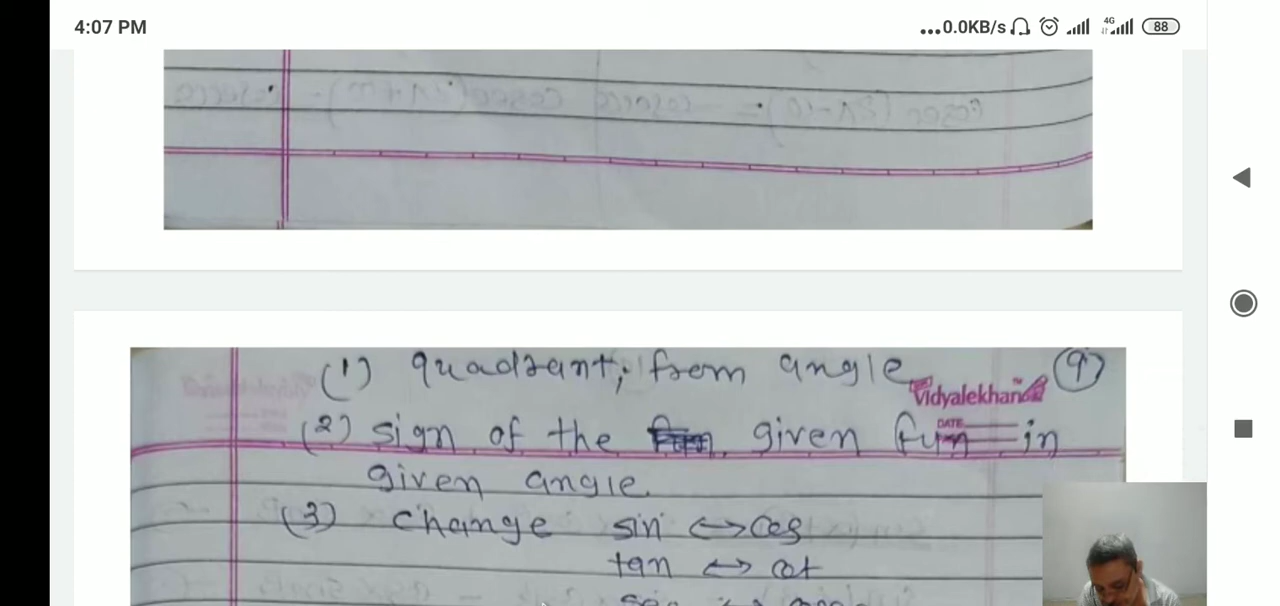 4:07 PM
...0.0KB/s 4G 88
(1) quadrant; from angle (9)
Vidyalekhan
(2) sign of the given fun in
DATE
given angle.
(3) change sin ↔ cos
tan ↔ cot